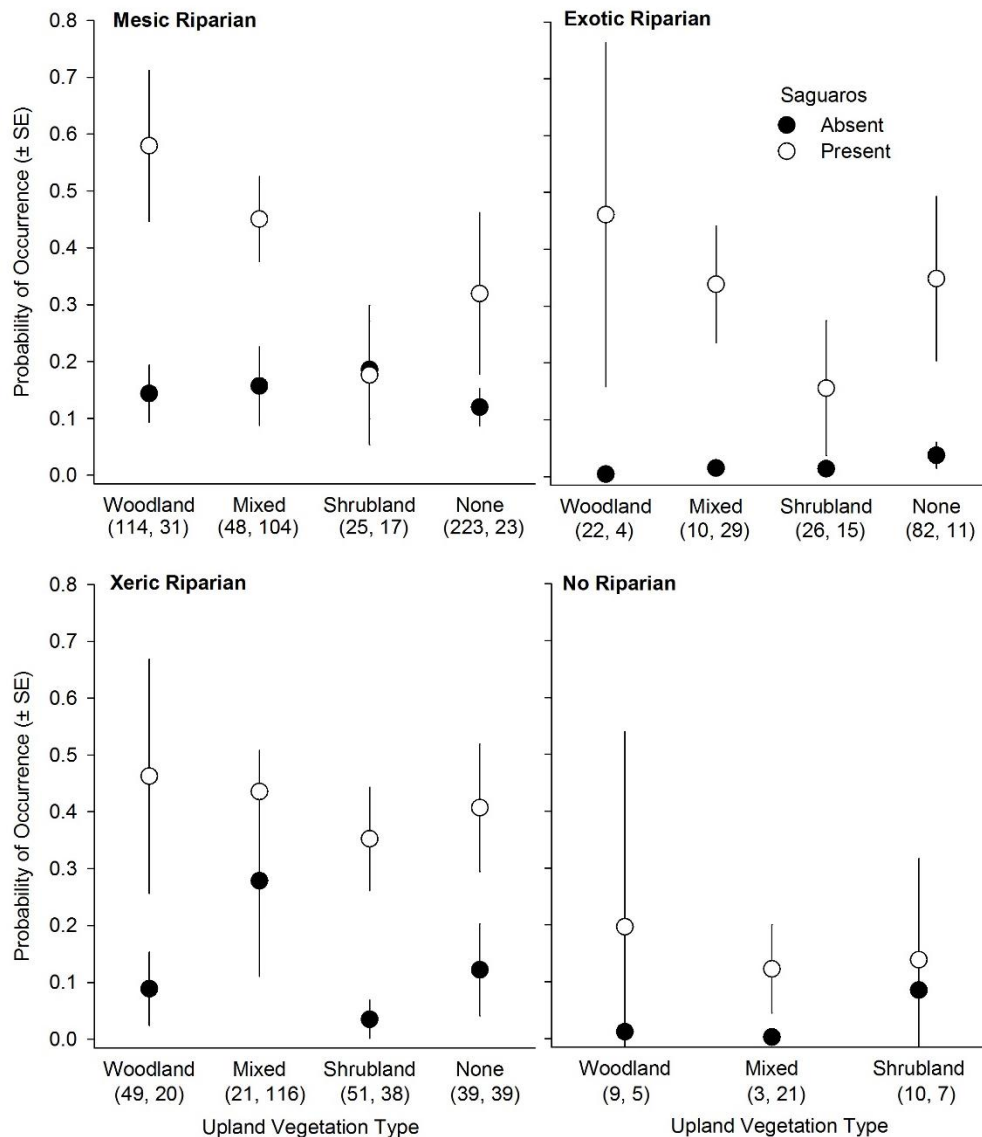 Mesic Riparian
Probability of Occurrence (± SE)
0.8
0.7
0.6
0.5
0.4
0.3
0.2
0.1
0.0
Woodland Mixed Shrubland None
(114, 31) (48, 104) (25, 17) (223, 23)
Exotic Riparian
Saguaros
Absent
Present
Woodland Mixed Shrubland None
(22, 4) (10, 29) (26, 15) (82, 11)
Xeric Riparian
Probability of Occurrence (± SE)
0.8
0.7
0.6
0.5
0.4
0.3
0.2
0.1
0.0
Woodland Mixed Shrubland None
(49, 20) (21, 116) (51, 38) (39, 39)
Upland Vegetation Type
No Riparian
Woodland Mixed Shrubland
(9, 5) (3, 21) (10, 7)
Upland Vegetation Type